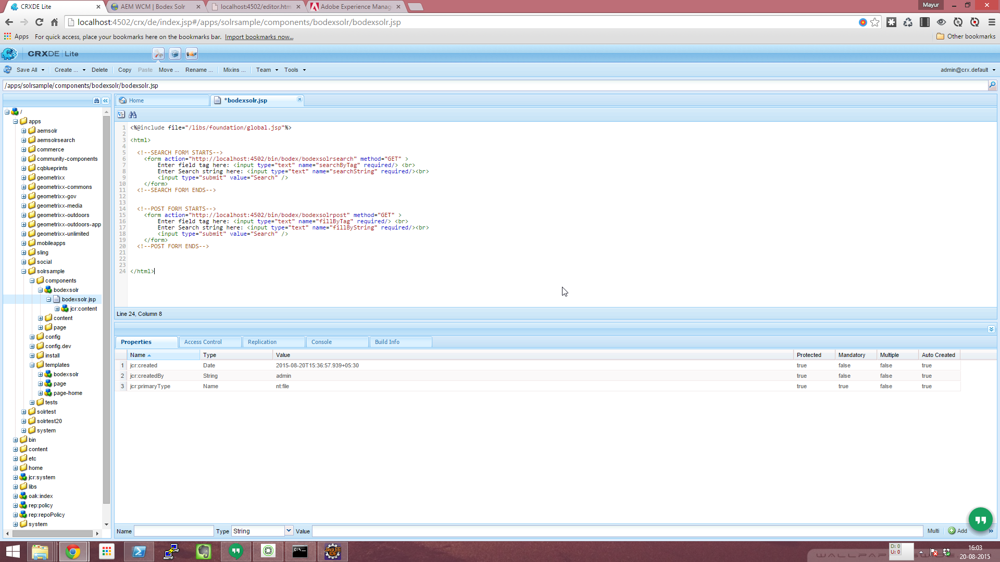 CRXDE Lite
AEM WCM | Bodex Solr
localhost:4502/editor.htm
Adobe Experience Manag
Mayur
localhost:4502/crx/de/index.jsp#/apps/solrsample/components/bodexsolr/bodexsolr.jsp
Apps For quick access, place your bookmarks here on the bookmarks bar. Import bookmarks now... Other bookmarks
CRXDE | Lite
Save All Create ... Delete Copy Paste Move ... Rename ... Mixins ... Team Tools admin@crx.default
/apps/solrsample/components/bodexsolr/bodexsolr.jsp
/
apps
aemsolr
aemsolrsearch
commerce
community-components
cqblueprints
geometrixx
geometrixx-commons
geometrixx-gov
geometrixx-media
geometrixx-outdoors
geometrixx-outdoors-app
geometrixx-unlimited
mobileapps
sling
social
solrsample
components
bodexsolr
bodexsolr.jsp
jcr:content
content
page
config
config.dev
install
templates
bodexsolr
page
page-home
tests
solrtest
solrtest20
system
bin
content
etc
home
jcr:system
libs
oak:index
rep:policy
rep:repoPolicy
system
Home *bodexsolr.jsp
1 <%@include file="/libs/foundation/global.jsp"%>
2
3 <html>
4
5 <!--SEARCH FORM STARTS-->
6 <form action="http://localhost:4502/bin/bodex/bodexsolrsearch" method="GET" >
7 Enter field tag here: <input type="text" name="searchByTag" required/> <br>
8 Enter Search string here: <input type="text" name="searchString" required/><br>
9 <input type="submit" value="Search" />
10 </form>
11 <!--SEARCH FORM ENDS-->
12
13
14 <!--POST FORM STARTS-->
15 <form action="http://localhost:4502/bin/bodex/bodexsolrpost" method="GET" >
16 Enter field tag here: <input type="text" name="fillByTag" required/> <br>
17 Enter Search string here: <input type="text" name="fillByString" required/><br>
18 <input type="submit" value="Search" />
19 </form>
20 <!--POST FORM ENDS-->
21
22
23
24 </html>
Line 24, Column 8
Properties Access Control Replication Console Build Info
Name Type Value Protected Mandatory Multiple Auto Created
1 jcr:created Date 2015-08-20T15:36:57.939+05:30 true false false true
2 jcr:createdBy String admin true false false true
3 jcr:primaryType Name nt:file true true false true
Name Type String Value Multi Add
Java EE
IDE
D: 0
U: 0
16:03
20-08-2015